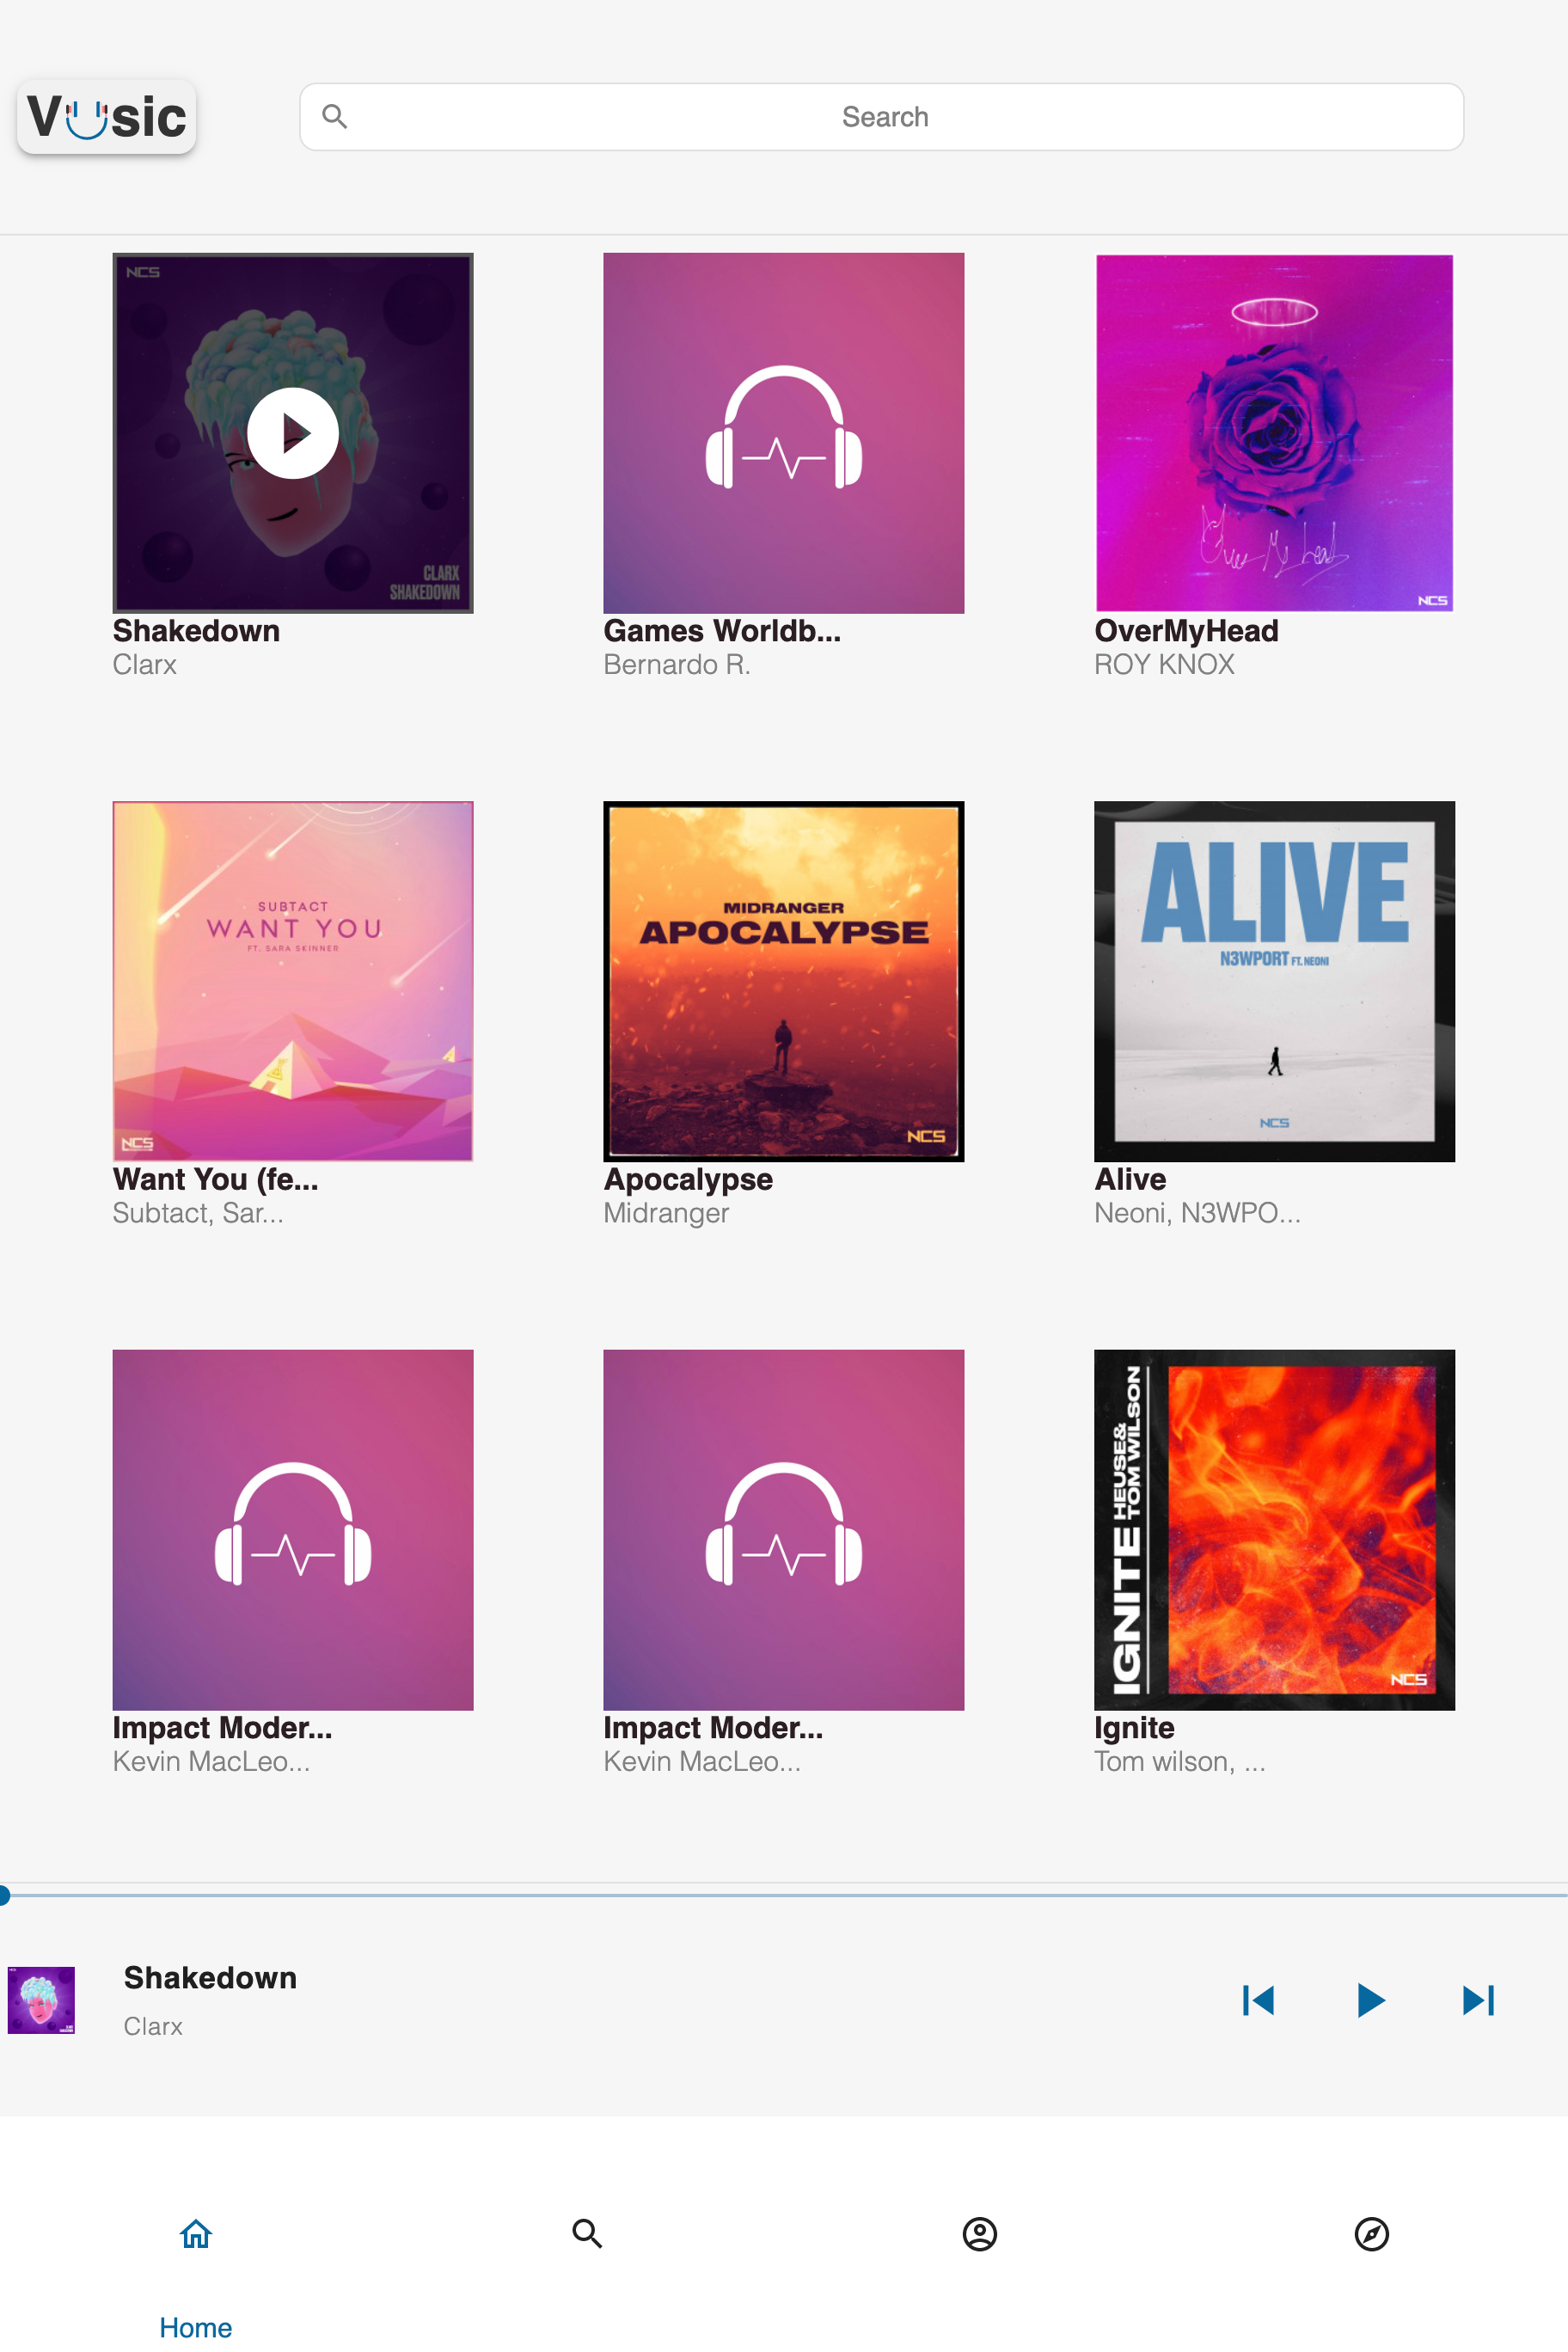 Vusic
Search
NCS
CLARX
SHAKEDOWN
Shakedown
Clarx
Games Worldb...
Bernardo R.
Over My Head
NCS
OverMyHead
ROY KNOX
SUBTACT
WANT YOU
FT. SARA SKINNER
NCS
Want You (fe...
Subtact, Sar...
MIDRANGER
APOCALYPSE
NCS
Apocalypse
Midranger
ALIVE
N3WPORT FT. NEONI
NCS
Alive
Neoni, N3WPO...
Impact Moder...
Kevin MacLeo...
Impact Moder...
Kevin MacLeo...
IGNITE HEUSE&
TOM WILSON
NCS
Ignite
Tom wilson, ...
Shakedown
Clarx
Home